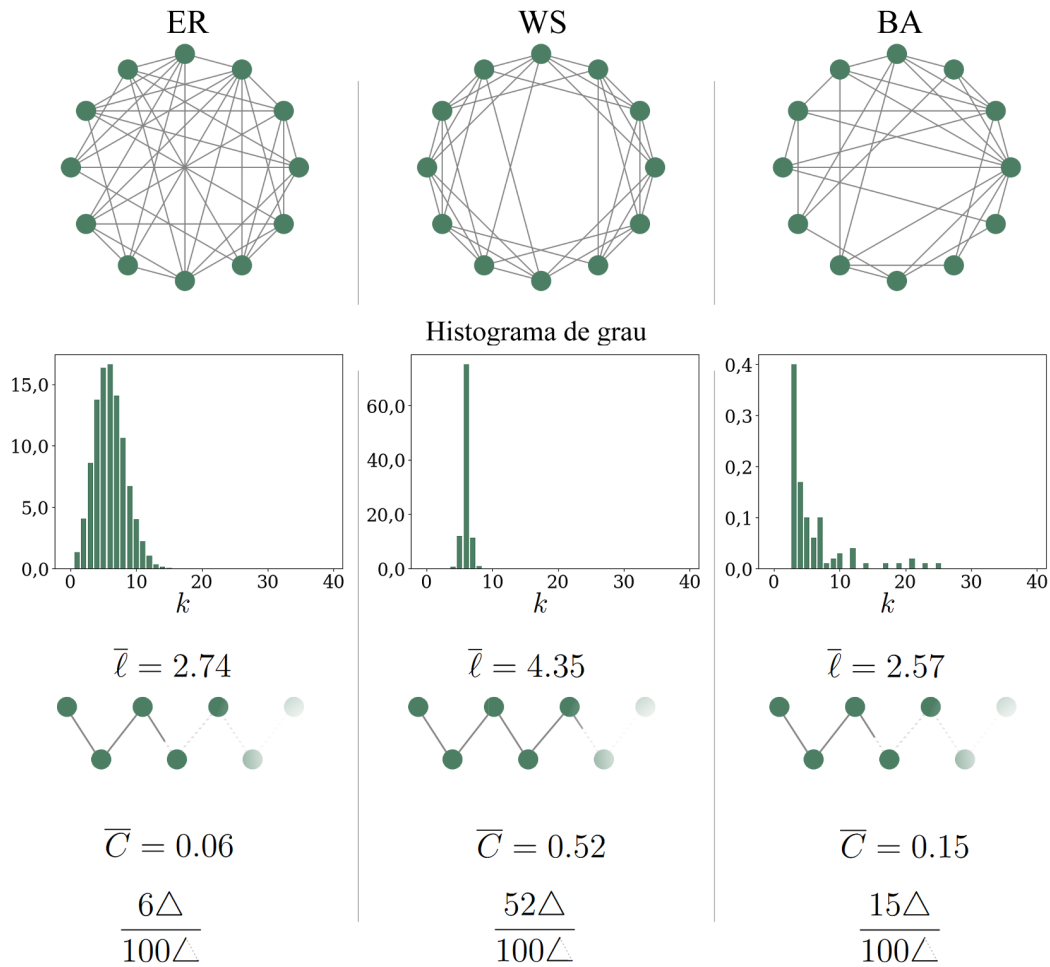 ER WS BA
Histograma de grau
15,0
10,0
5,0
0,0
0 10 20 30 40
k
60,0
40,0
20,0
0,0
0 10 20 30 40
k
0,4
0,3
0,2
0,1
0,0
0 10 20 30 40
k
ℓ̅ = 2.74 ℓ̅ = 4.35 ℓ̅ = 2.57
C̅ = 0.06 C̅ = 0.52 C̅ = 0.15
6△ 52△ 15△
100△ 100△ 100△